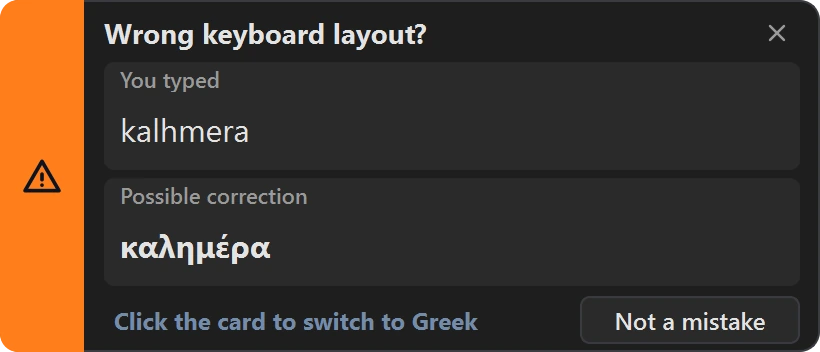 Wrong keyboard layout?
You typed
kalhmera
Possible correction
καλημέρα
Click the card to switch to Greek
Not a mistake